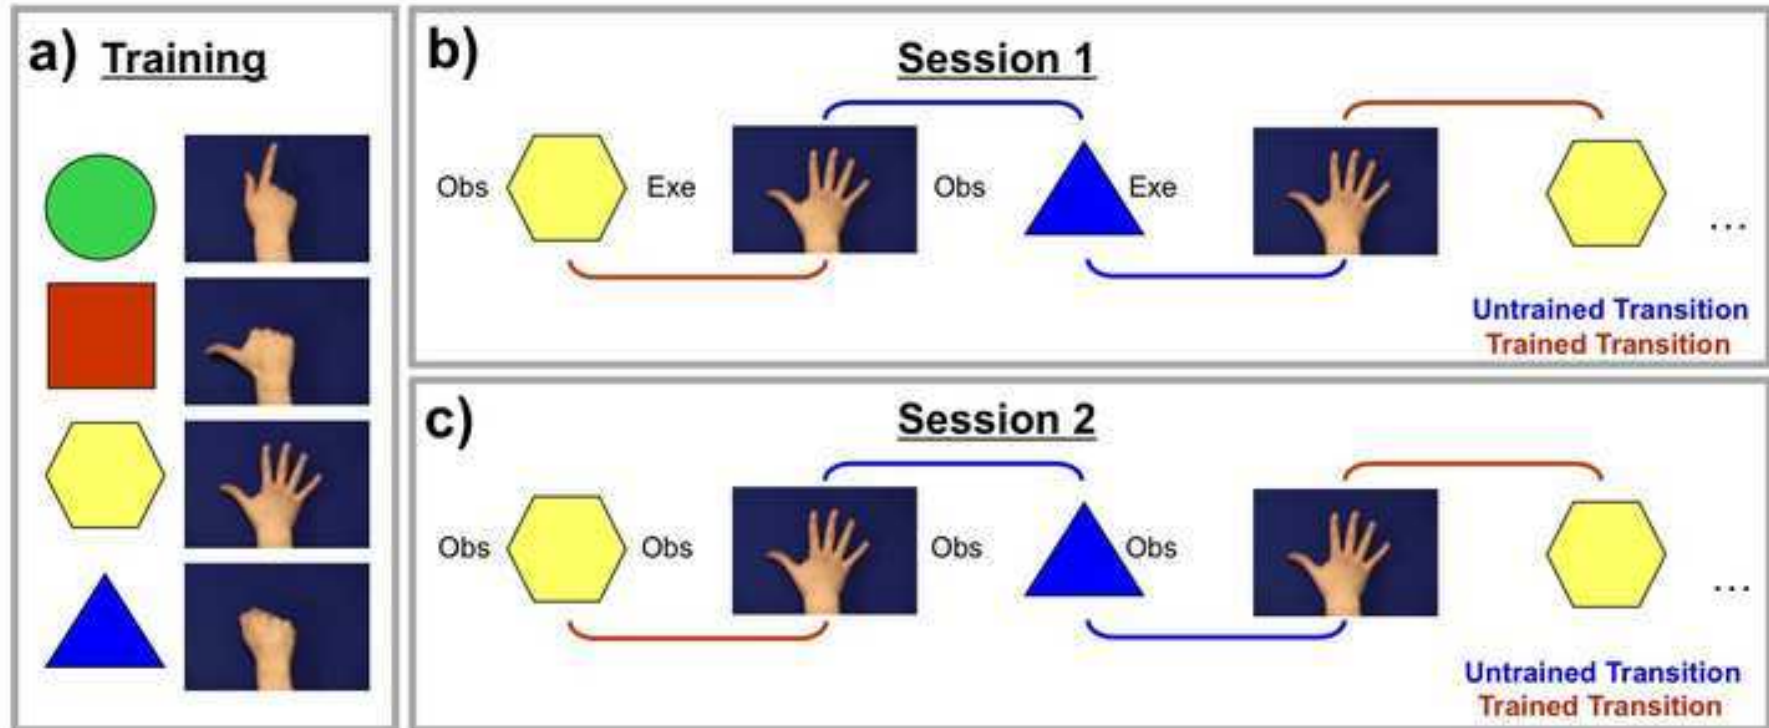 a) Training
b)
Session 1
Obs
Exe
Obs
Exe
...
Untrained Transition
Trained Transition
c)
Session 2
Obs
Obs
Obs
Obs
...
Untrained Transition
Trained Transition